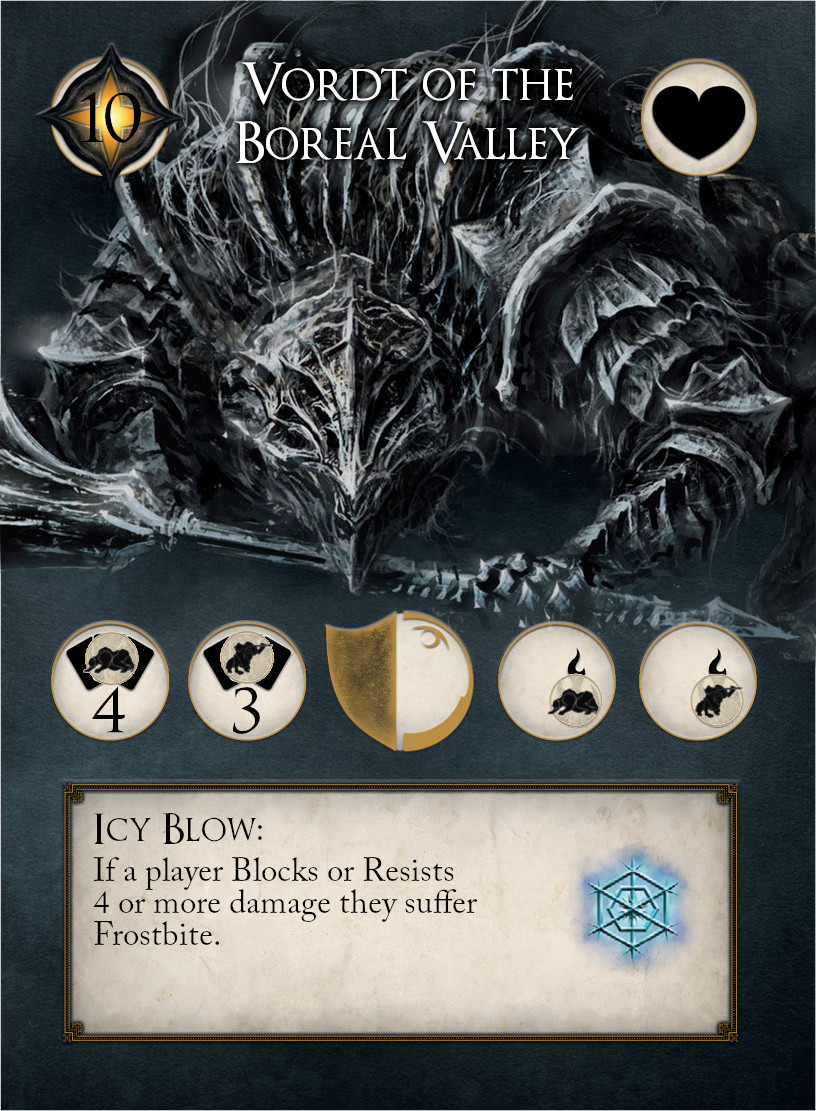 10
Vordt of the
Boreal Valley
4
3
Icy Blow:
If a player Blocks or Resists
4 or more damage they suffer
Frostbite.